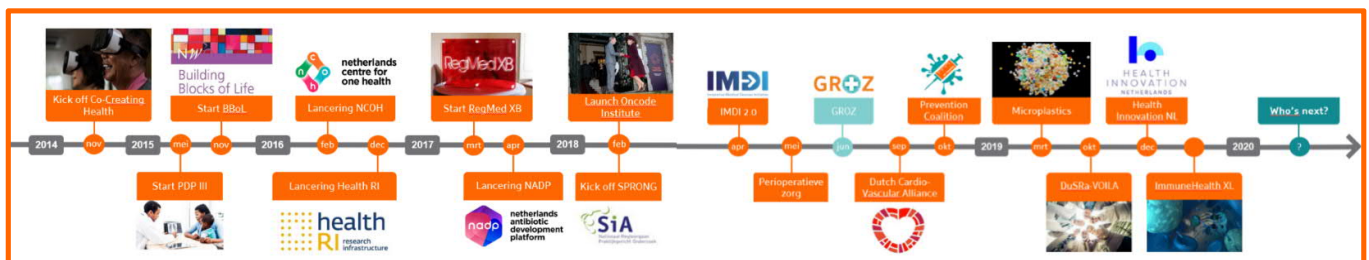 NW
Building
Blocks of Life
netherlands
centre for
one health
RegMed XB
IMDI
GROZ
HEALTH
INNOVATION
NETHERLANDS
Kick off Co-Creating
Health
Start BBoL
Lancering NCOH
Start RegMed XB
Launch Oncode
Institute
IMDI 2.0
GROZ
Prevention
Coalition
Microplastics
Health
Innovation NL
Who's next?
2014
nov
2015
mei
nov
2016
feb
dec
2017
mrt
apr
2018
feb
apr
mei
jun
sep
okt
2019
mrt
okt
dec
2020
?
Start PDP III
Lancering Health RI
Lancering NADP
Kick off SPRONG
Perioperatieve
zorg
Dutch Cardio-
Vascular Alliance
DuSRa-VOILA
ImmuneHealth XL
health
RI research
infrastructure
nadp
netherlands
antibiotic
development
platform
SiA